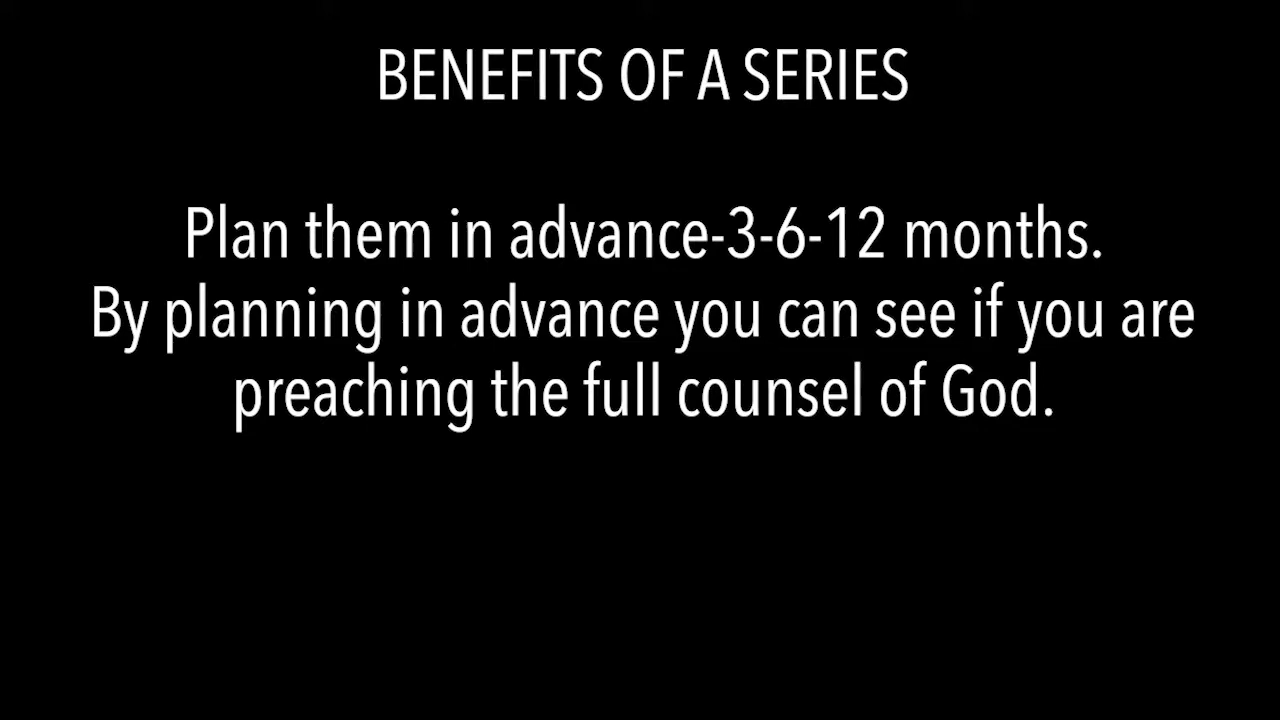 BENEFITS OF A SERIES
Plan them in advance-3-6-12 months.
By planning in advance you can see if you are
preaching the full counsel of God.